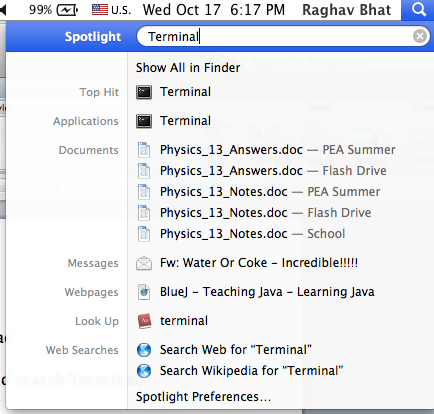 99% U.S. Wed Oct 17 6:17 PM Raghav Bhat
Spotlight Terminal
Show All in Finder
Top Hit Terminal
Applications Terminal
Documents Physics_13_Answers.doc — PEA Summer
Physics_13_Answers.doc — Flash Drive
Physics_13_Notes.doc — PEA Summer
Physics_13_Notes.doc — Flash Drive
Physics_13_Notes.doc — School
Messages Fw: Water Or Coke – Incredible!!!!!
Webpages BlueJ – Teaching Java – Learning Java
Look Up terminal
Web Searches Search Web for “Terminal”
Search Wikipedia for “Terminal”
search Terminal
Spotlight Preferences...